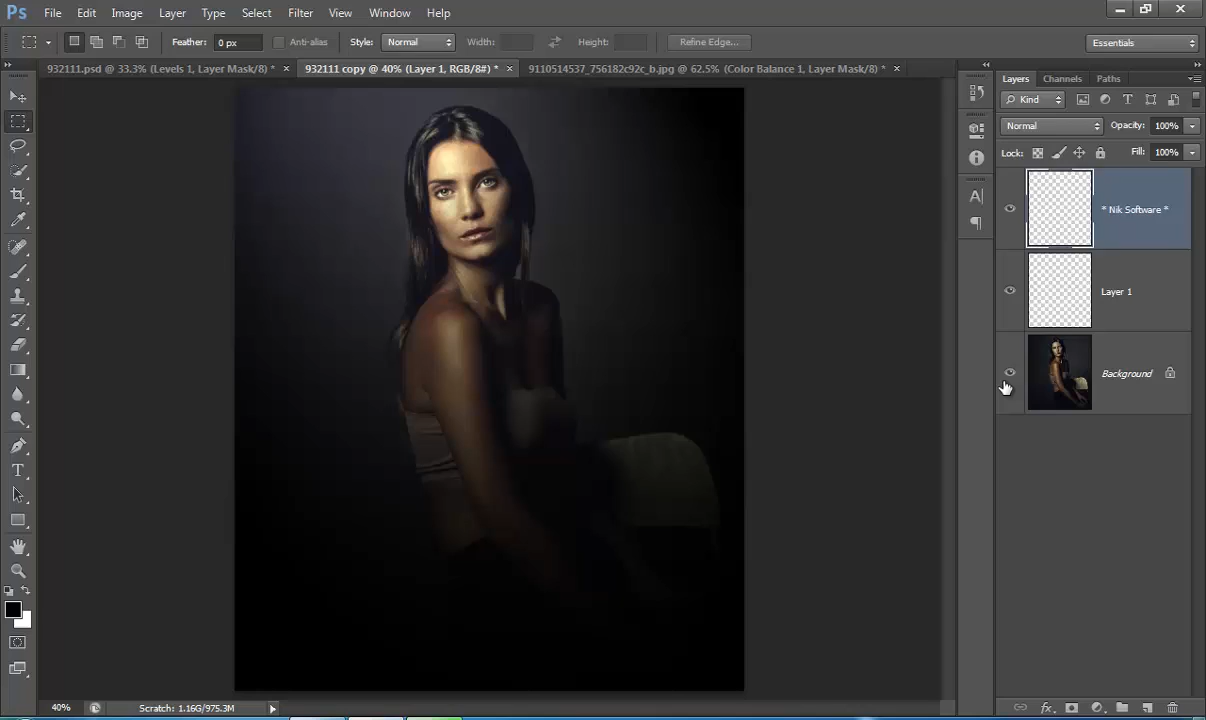 Ps File Edit Image Layer Type Select Filter View Window Help
Feather: 0 px Anti-alias Style: Normal Width: Height: Refine Edge... Essentials
932111.psd @ 33.3% (Levels 1, Layer Mask/8) * × 932111 copy @ 40% (Layer 1, RGB/8#) * × 9110514537_756182c92c_b.jpg @ 62.5% (Color Balance 1, Layer Mask/8) * ×
Layers Channels Paths
Kind
Normal Opacity: 100%
Lock: Fill: 100%
* Nik Software *
Layer 1
Background
40% Scratch: 1.16G/975.3M